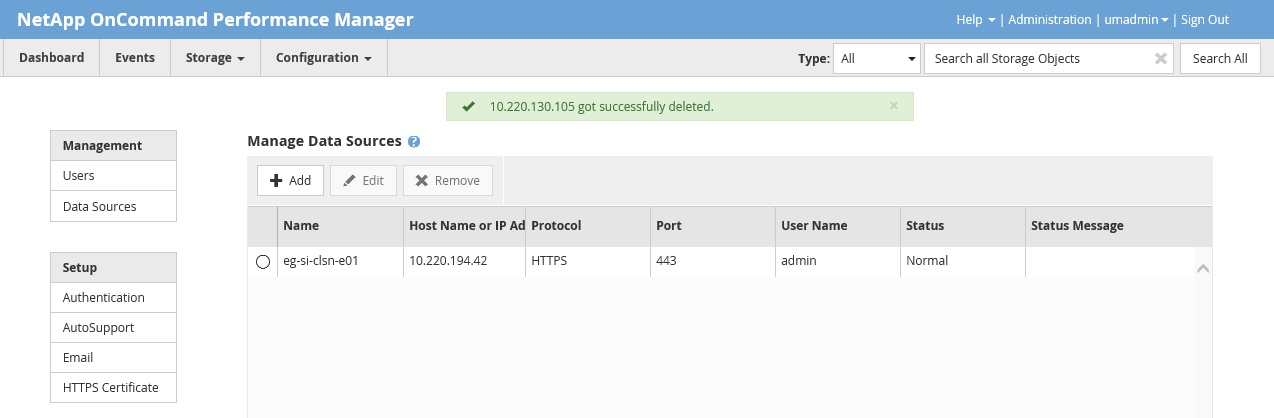 NetApp OnCommand Performance Manager
Help | Administration | umadmin | Sign Out
Dashboard Events Storage Configuration Type: All Search all Storage Objects Search All
10.220.130.105 got successfully deleted.
Management
Users
Data Sources
Setup
Authentication
AutoSupport
Email
HTTPS Certificate
Manage Data Sources ?
Add Edit Remove
Name Host Name or IP Ad Protocol Port User Name Status Status Message
eg-si-clsn-e01 10.220.194.42 HTTPS 443 admin Normal